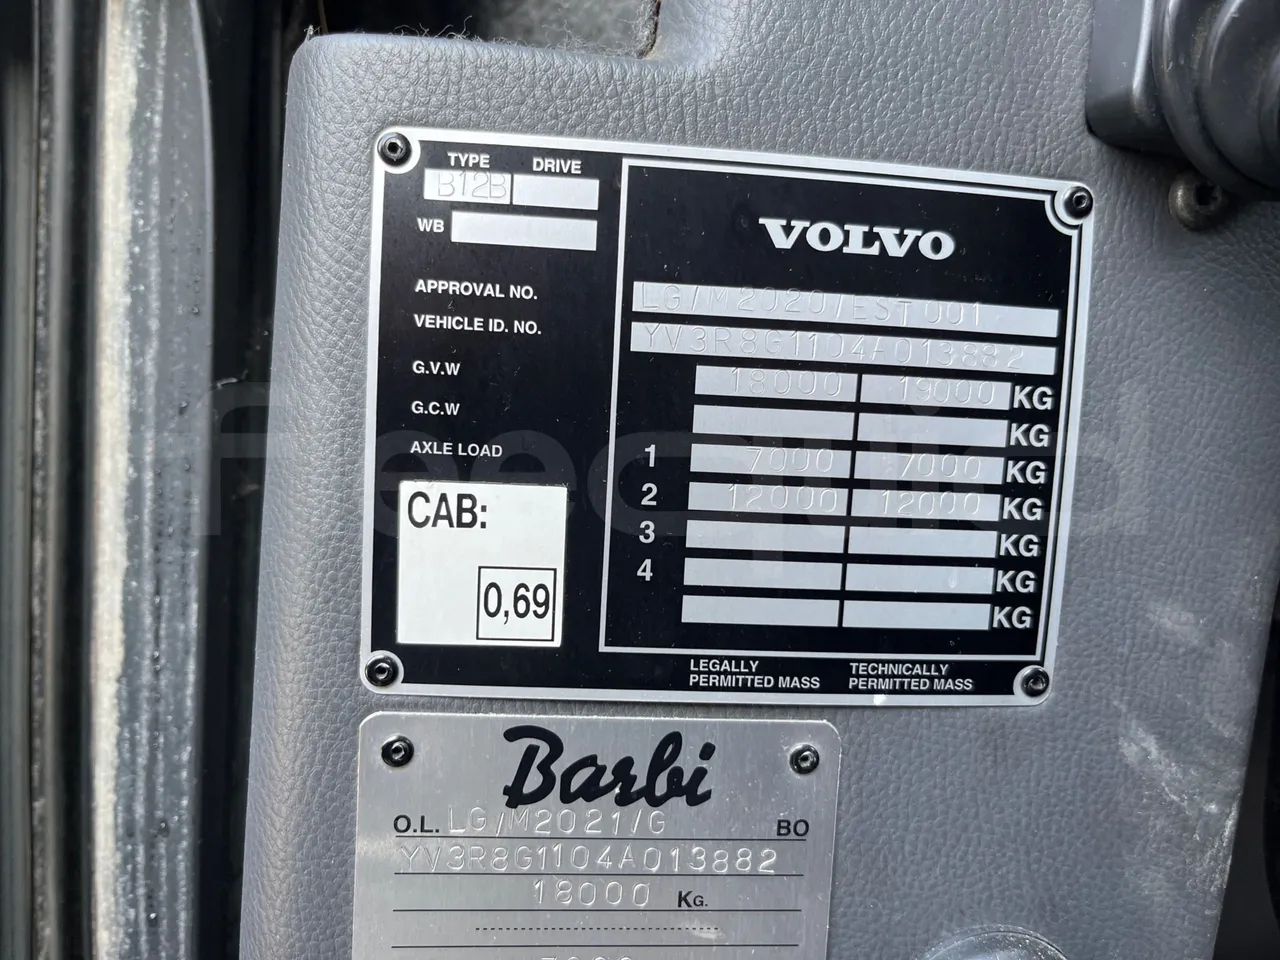 TYPE DRIVE
B12B
WB
VOLVO
APPROVAL NO. LG/M2020/EST001
VEHICLE ID. NO. YV3R8G1104A013882
G.V.W 18000 19000 KG
G.C.W KG
AXLE LOAD 1 7000 7000 KG
2 12000 12000 KG
3 KG
4 KG
KG
CAB:
0,69
LEGALLY PERMITTED MASS
TECHNICALLY PERMITTED MASS
Barbi
O.L. LG/M2021/G BO
YV3R8G1104A013882
18000 KG.